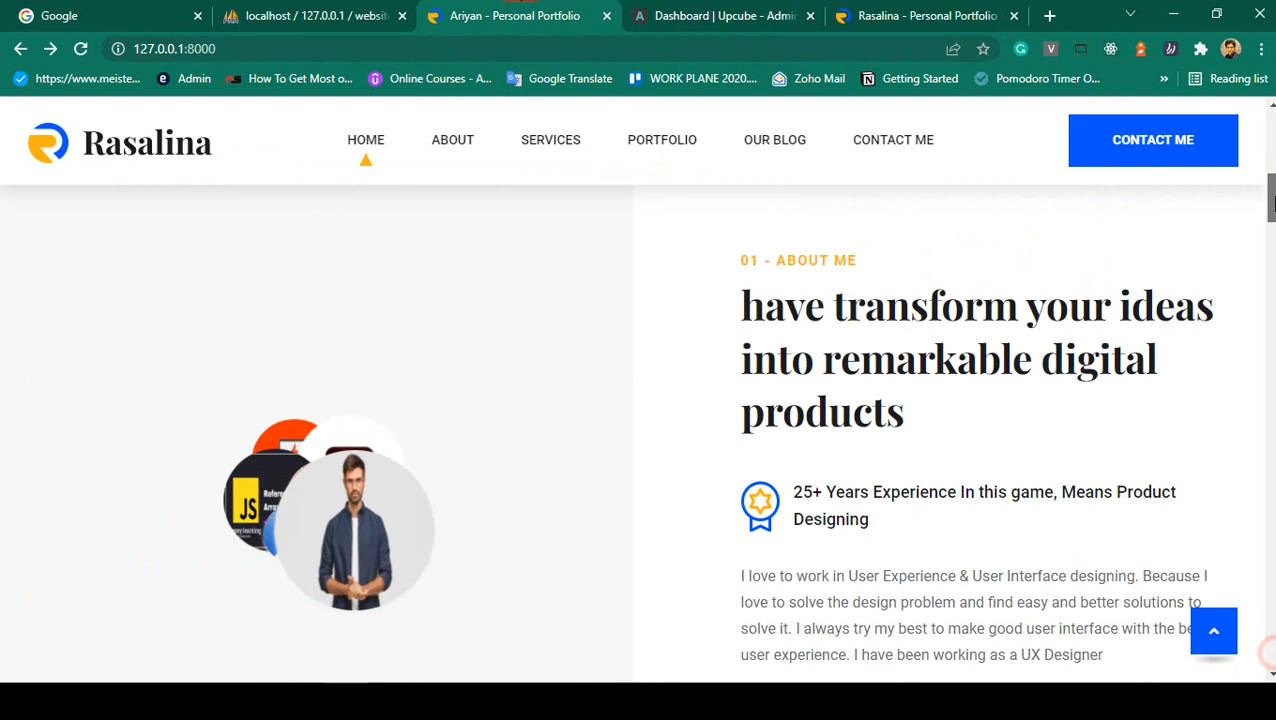 Google
localhost / 127.0.0.1 / website
Ariyan - Personal Portfolio
Dashboard | Upcube - Admin
Rasalina - Personal Portfolio
127.0.0.1:8000
https://www.meiste...
Admin
How To Get Most o...
Online Courses - A...
Google Translate
WORK PLANE 2020....
Zoho Mail
Getting Started
Pomodoro Timer O...
»
Reading list
Rasalina
HOME
ABOUT
SERVICES
PORTFOLIO
OUR BLOG
CONTACT ME
CONTACT ME
01 - ABOUT ME
have transform your ideas
into remarkable digital
products
25+ Years Experience In this game, Means Product
Designing
JS
I love to work in User Experience & User Interface designing. Because I
love to solve the design problem and find easy and better solutions to
solve it. I always try my best to make good user interface with the be
user experience. I have been working as a UX Designer